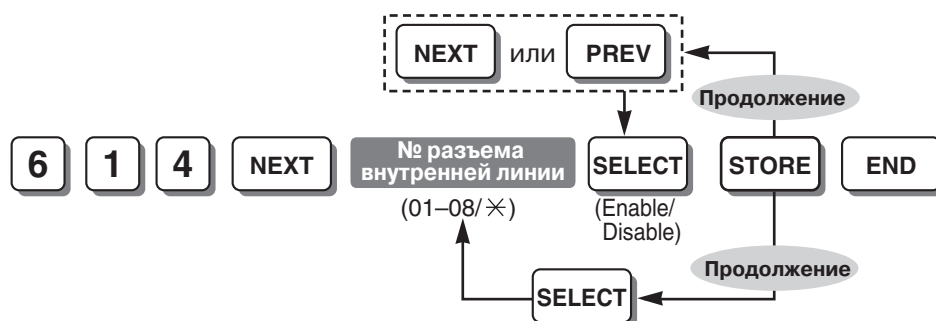 NEXT или PREV
Продолжение
6 1 4 NEXT № разъема внутренней линии SELECT STORE END
(01–08/✳)
(Enable/
Disable)
Продолжение
SELECT